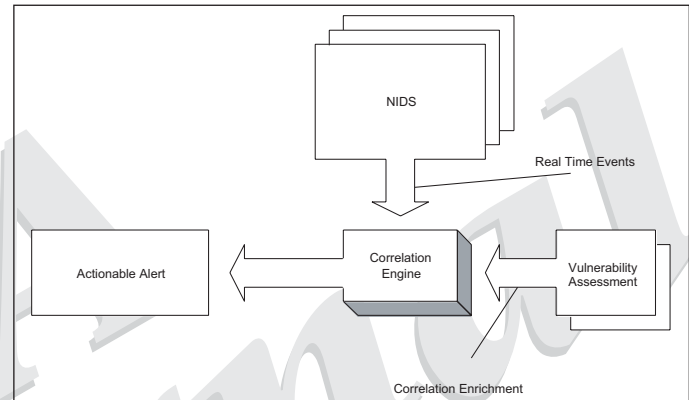 NIDS
Real Time Events
Actionable Alert
Correlation
Engine
Vulnerability
Assessment
Correlation Enrichment